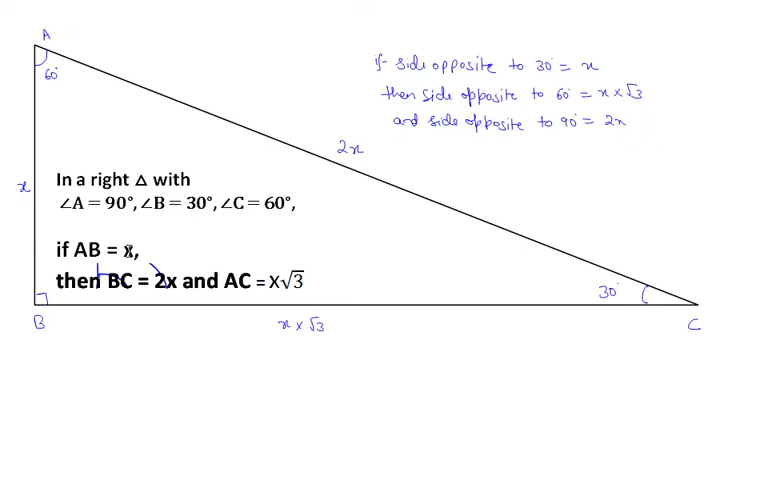 A
60°
if side opposite to 30° = x
then side opposite to 60° = x × √3
and side opposite to 90° = 2x
2x
x
In a right △ with
∠A = 90°, ∠B = 30°, ∠C = 60°,
if AB = x,
then BC = 2x and AC = X√3
30°
B
x × √3
C